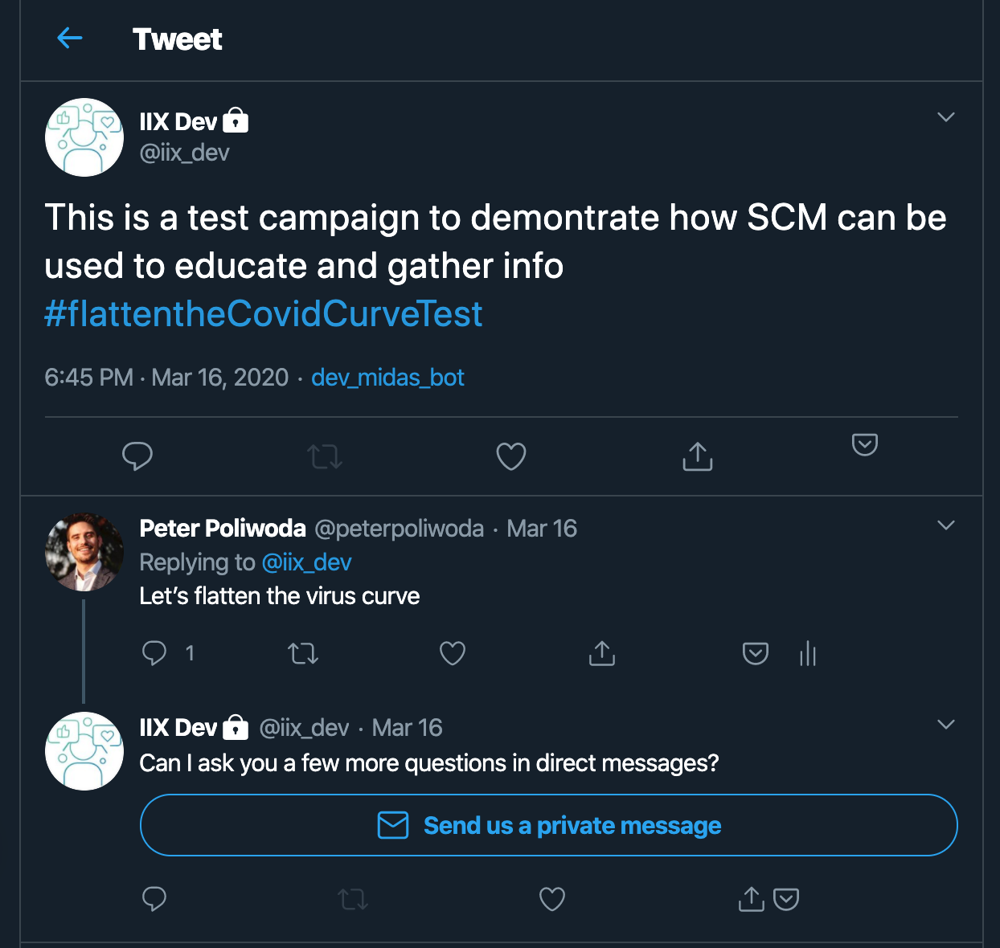 Tweet
IIX Dev
@iix_dev
This is a test campaign to demontrate how SCM can be
used to educate and gather info
#flattentheCovidCurveTest
6:45 PM · Mar 16, 2020 · dev_midas_bot
Peter Poliwoda @peterpoliwoda · Mar 16
Replying to @iix_dev
Let’s flatten the virus curve
1
IIX Dev @iix_dev · Mar 16
Can I ask you a few more questions in direct messages?
Send us a private message